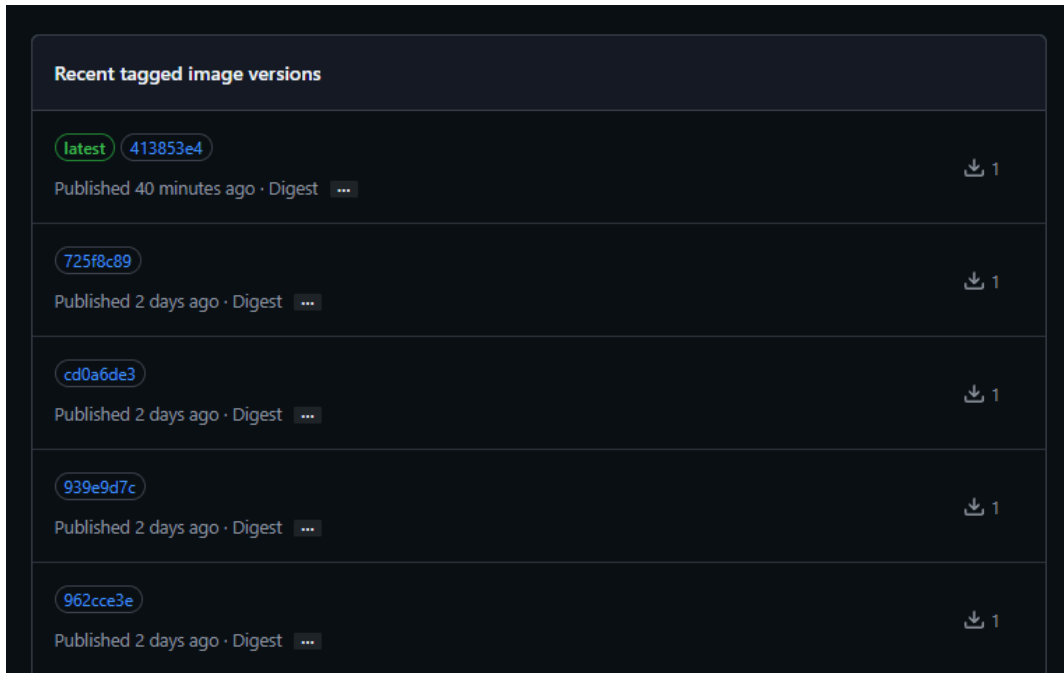 Recent tagged image versions
latest 413853e4
Published 40 minutes ago · Digest ...
1
725f8c89
Published 2 days ago · Digest ...
1
cd0a6de3
Published 2 days ago · Digest ...
1
939e9d7c
Published 2 days ago · Digest ...
1
962cce3e
Published 2 days ago · Digest ...
1